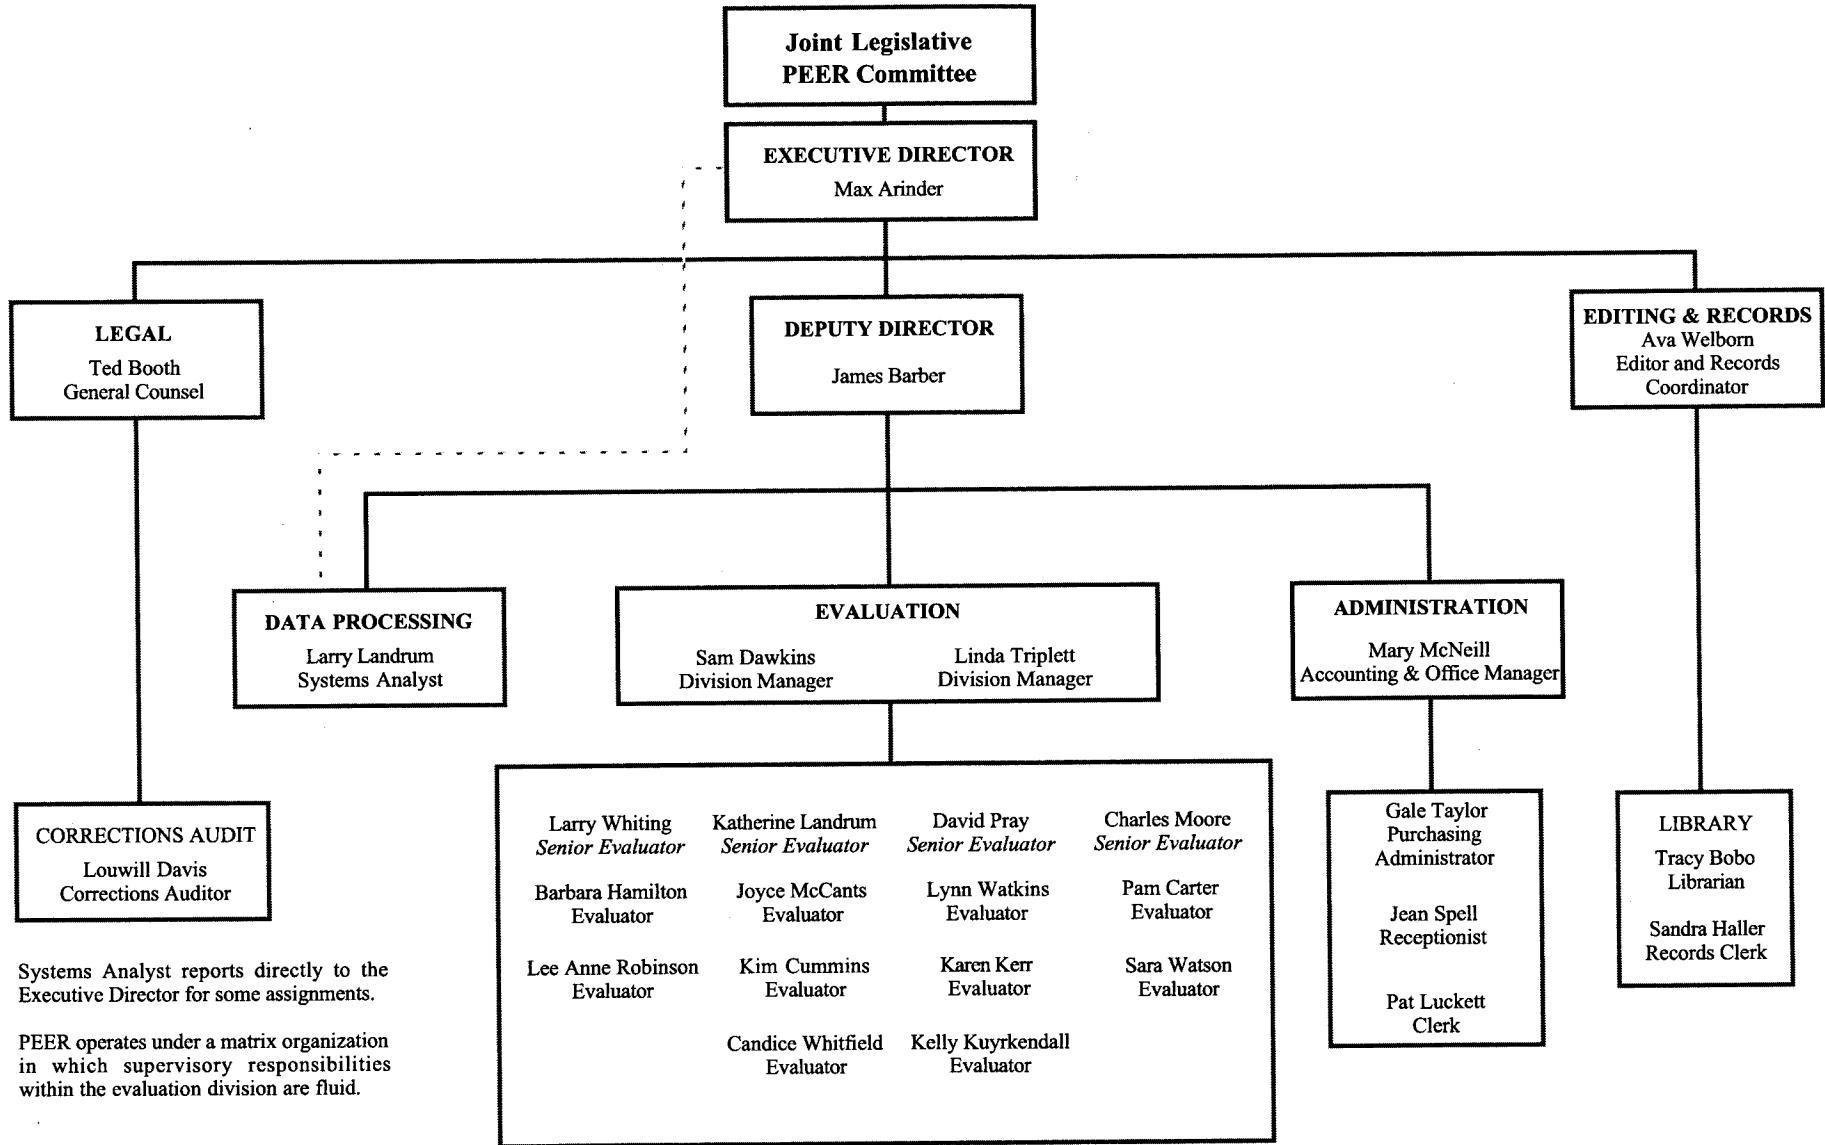 Joint Legislative
PEER Committee
EXECUTIVE DIRECTOR
Max Arinder
LEGAL
Ted Booth
General Counsel
DEPUTY DIRECTOR
James Barber
EDITING & RECORDS
Ava Welborn
Editor and Records
Coordinator
DATA PROCESSING
Larry Landrum
Systems Analyst
EVALUATION
Sam Dawkins
Division Manager
Linda Triplett
Division Manager
ADMINISTRATION
Mary McNeill
Accounting & Office Manager
CORRECTIONS AUDIT
Louwill Davis
Corrections Auditor
Larry Whiting
Senior Evaluator
Katherine Landrum
Senior Evaluator
David Pray
Senior Evaluator
Charles Moore
Senior Evaluator
Barbara Hamilton
Evaluator
Joyce McCants
Evaluator
Lynn Watkins
Evaluator
Pam Carter
Evaluator
Lee Anne Robinson
Evaluator
Kim Cummins
Evaluator
Karen Kerr
Evaluator
Sara Watson
Evaluator
Candice Whitfield
Evaluator
Kelly Kuyrkendall
Evaluator
Gale Taylor
Purchasing
Administrator
Jean Spell
Receptionist
Pat Luckett
Clerk
LIBRARY
Tracy Bobo
Librarian
Sandra Haller
Records Clerk
Systems Analyst reports directly to the
Executive Director for some assignments.
PEER operates under a matrix organization
in which supervisory responsibilities
within the evaluation division are fluid.